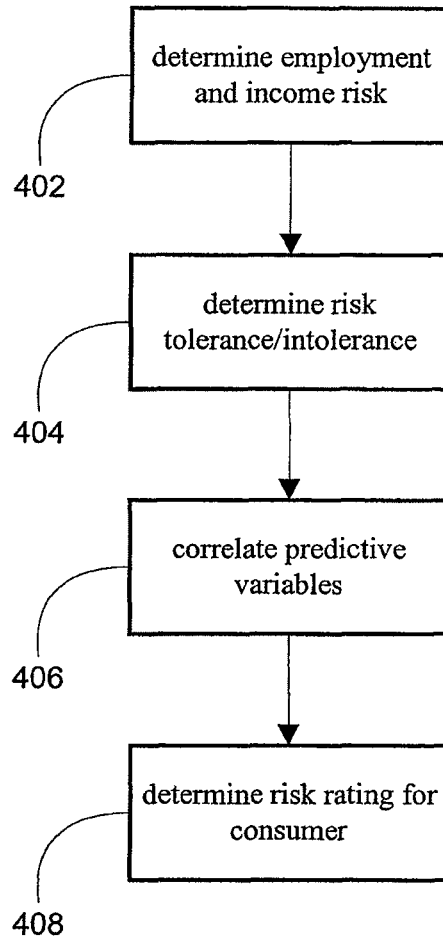 determine employment
and income risk
402
determine risk
tolerance/intolerance
404
correlate predictive
variables
406
determine risk rating for
consumer
408